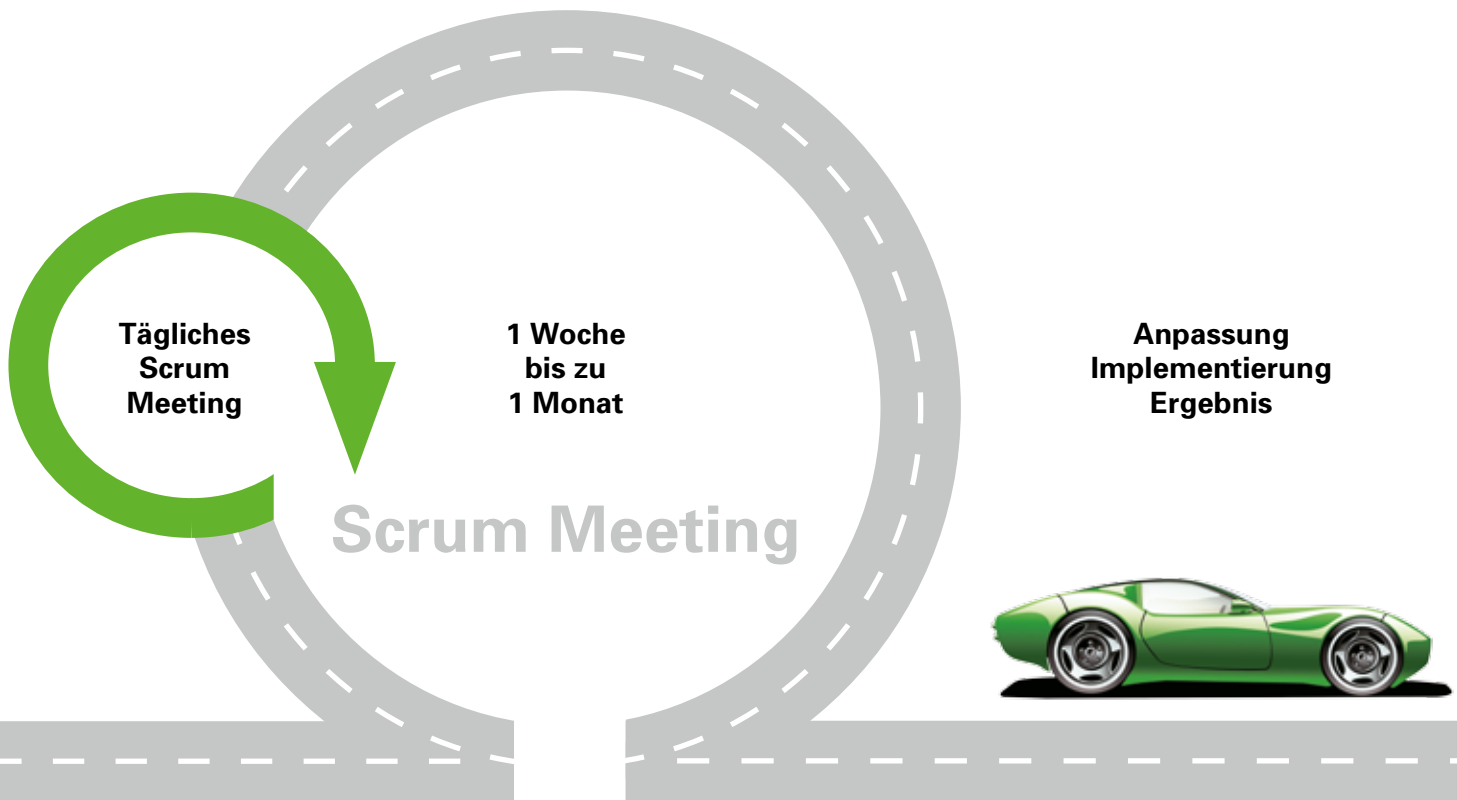 Tägliches
Scrum
Meeting
1 Woche
bis zu
1 Monat
Scrum Meeting
Anpassung
Implementierung
Ergebnis